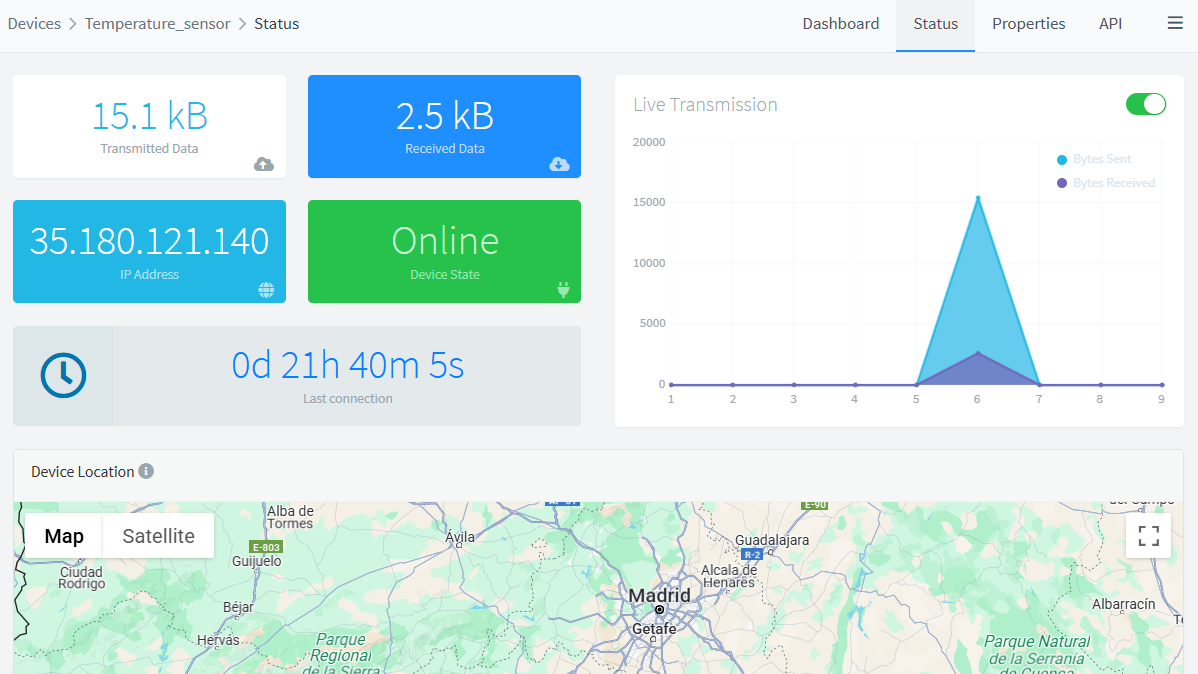 Devices > Temperature_sensor > Status
Dashboard
Status
Properties
API
15.1 kB
Transmitted Data
2.5 kB
Received Data
35.180.121.140
IP Address
Online
Device State
0d 21h 40m 5s
Last connection
Live Transmission
Bytes Sent
Bytes Received
20000
15000
10000
5000
0
1 2 3 4 5 6 7 8 9
Device Location
Map
Satellite
Alba de
Tormes
E-803
Guijuelo
Ciudad
Rodrigo
Béjar
Hervás
Ávila
Parque
Regional
de la Sierra
E-90
Guadalajara
R-2
Alcala de
Henares
Madrid
Getafe
del Campo
Albarracín
Parque Natural
de la Serranía
de Cuenca